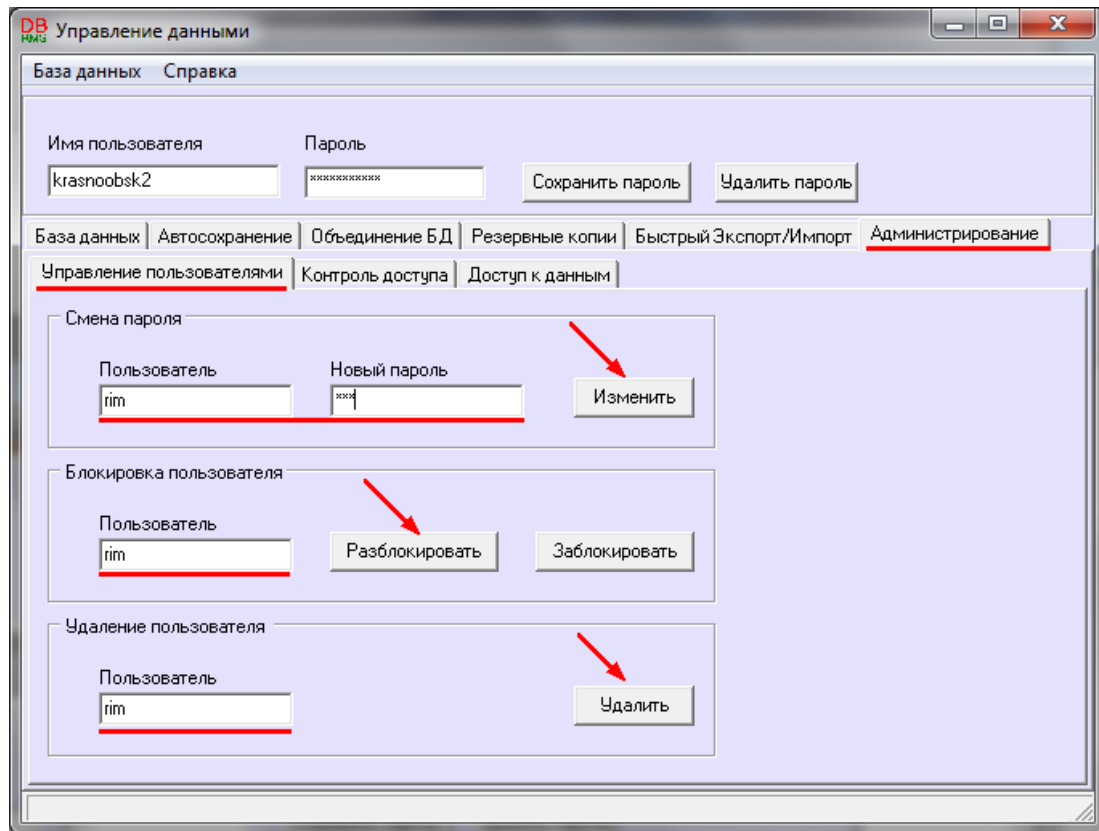 DB
HMS
Управление данными
База данных Справка
Имя пользователя Пароль
krasnoobsk2 *********** Сохранить пароль Удалить пароль
База данных Автосохранение Объединение БД Резервные копии Быстрый Экспорт/Импорт Администрирование
Управление пользователями Контроль доступа Доступ к данным
Смена пароля
Пользователь Новый пароль
rim *** Изменить
Блокировка пользователя
Пользователь
rim Разблокировать Заблокировать
Удаление пользователя
Пользователь
rim Удалить